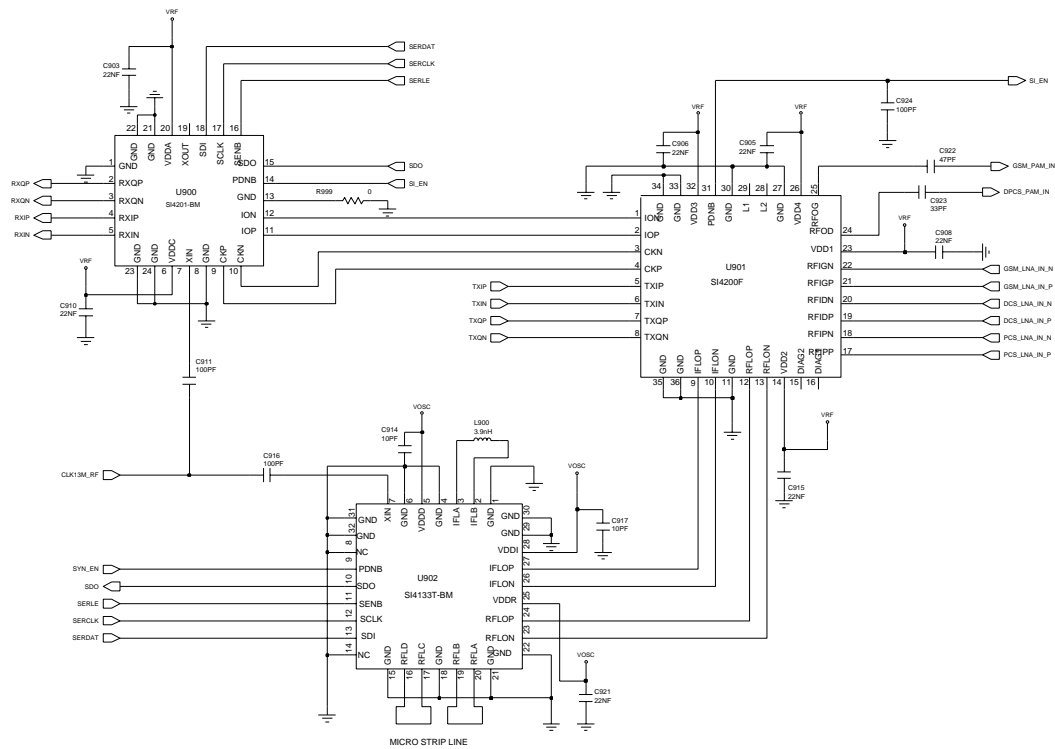 VRF
C903
22NF
SERDAT
SERCLK
SERLE
22 21 20 19 18 17 16
GND GND VDDA XOUT SDI SCLK SENB
1 GND
RXQP 2 RXQP
RXQN 3 RXQN
RXIP 4 RXIP
RXIN 5 RXIN
U900
SI4201-BM
SDO 15 SDO
PDNB 14 SI_EN
GND 13
R999 0
ION 12
IOP 11
GND GND VDDC XIN GND GND CKP CKN
23 24 6 7 8 9 10
VRF
C910
22NF
C911
100PF
VRF
C906
22NF
C905
22NF
VRF
C924
100PF
SI_EN
C922
47PF
GSM_PAM_IN
C923
33PF
DPCS_PAM_IN
VRF
C908
22NF
34 33 32 31 30 29 28 27 26 25
GND GND VDD3 PDNB GND L1 L2 GND VDD4 RFOG
1 ION
2 IOP
3 CKN
4 CKP
TXIP 5 TXIP
TXIN 6 TXIN
TXQP 7 TXQP
TXQN 8 TXQN
U901
SI4200F
RFOD 24
VDD1 23
RFIGN 22 GSM_LNA_IN_N
RFIGP 21 GSM_LNA_IN_P
RFIDN 20 DCS_LNA_IN_N
RFIDP 19 DCS_LNA_IN_P
RFIPN 18 PCS_LNA_IN_N
RFIPP 17 PCS_LNA_IN_P
GND GND IFLOP IFLON GND RFLOP RFLON VDD2 DIAG2 DIAG1
35 36 9 10 11 12 13 14 15 16
VRF
C915
22NF
VOSC
C914
10PF
L900
3.9nH
CLK13M_RF
C916
100PF
VOSC
C917
10PF
7 6 5 4 3 2 1
XIN GND VDDD GND IFLA IFLB GND
31 GND
32 GND
8 NC
SYN_EN 9 PDNB
SDO 10 SDO
SERLE 11 SENB
SERCLK 12 SCLK
SERDAT 13 SDI
14 NC
U902
SI4133T-BM
GND 30
GND 29
VDDI 28
IFLOP 27
IFLON 26
VDDR 25
RFLOP 24
RFLON 23
GND 22
GND RFLD RFLC GND RFLB RFLA GND
15 16 17 18 19 20 21
VOSC
C921
22NF
MICRO STRIP LINE